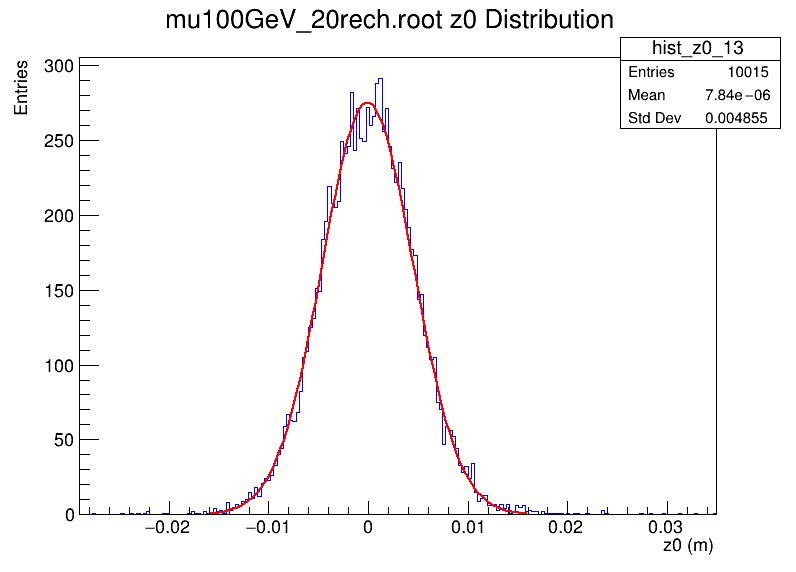 mu100GeV_20rech.root z0 Distribution
hist_z0_13
Entries 10015
Mean 7.84e−06
Std Dev 0.004855
Entries
300
250
200
150
100
50
0
−0.02 −0.01 0 0.01 0.02 0.03
z0 (m)